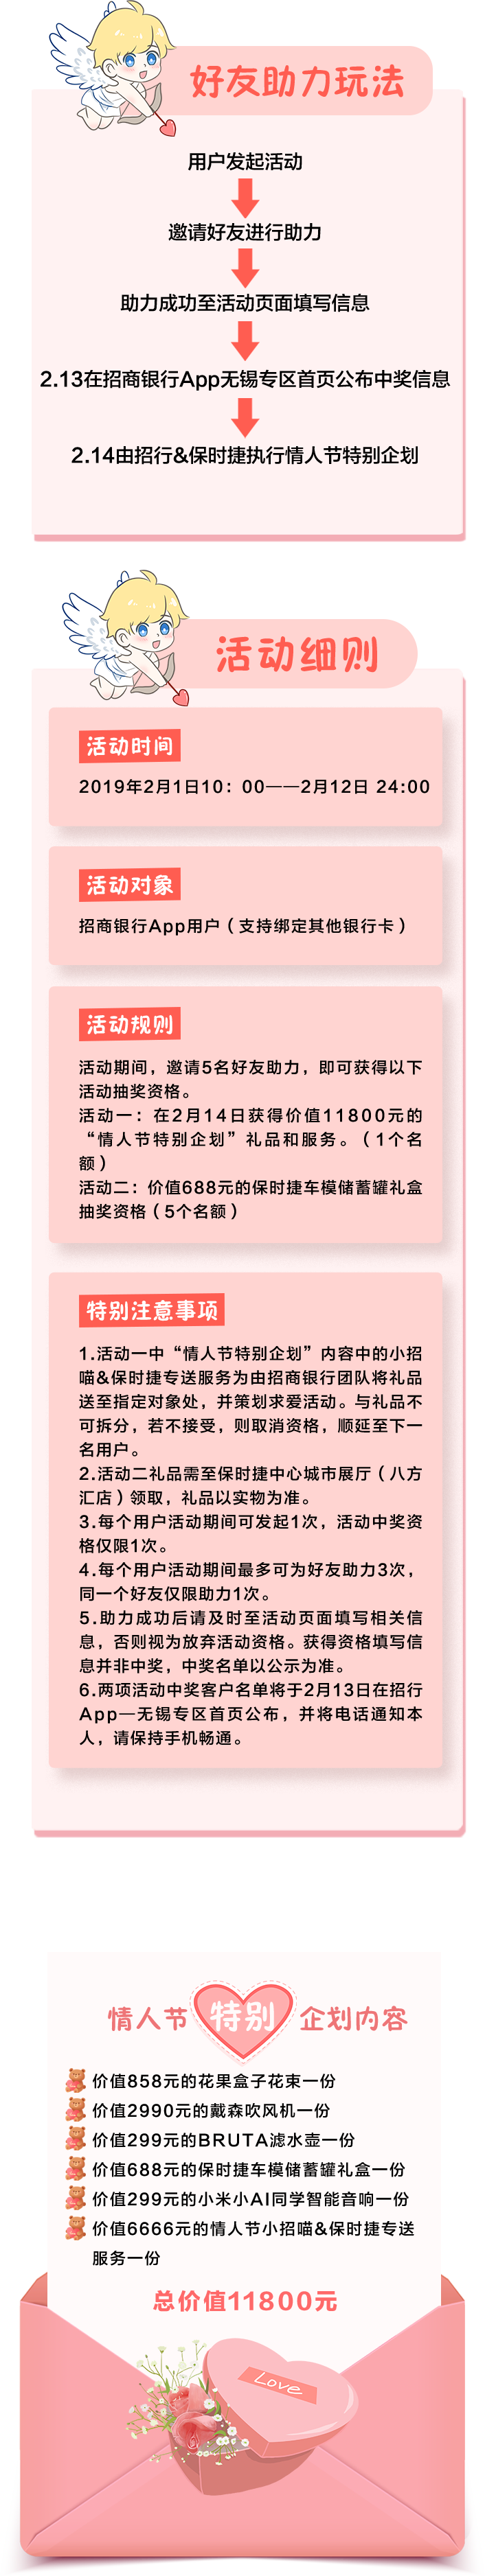 好友助力玩法
用户发起活动
邀请好友进行助力
助力成功至活动页面填写信息
2.13在招商银行App无锡专区首页公布中奖信息
2.14由招行&保时捷执行情人节特别企划
活动细则
活动时间
2019年2月1日10：00——2月12日 24:00
活动对象
招商银行App用户（支持绑定其他银行卡）
活动规则
活动期间，邀请5名好友助力，即可获得以下
活动抽奖资格。
活动一：在2月14日获得价值11800元的
“情人节特别企划”礼品和服务。（1个名
额）
活动二：价值688元的保时捷车模储蓄罐礼盒
抽奖资格（5个名额）
特别注意事项
1.活动一中“情人节特别企划”内容中的小招
喵&保时捷专送服务为由招商银行团队将礼品
送至指定对象处，并策划求爱活动。与礼品不
可拆分，若不接受，则取消资格，顺延至下一
名用户。
2.活动二礼品需至保时捷中心城市展厅（八方
汇店）领取，礼品以实物为准。
3.每个用户活动期间可发起1次，活动中奖资
格仅限1次。
4.每个用户活动期间最多可为好友助力3次，
同一个好友仅限助力1次。
5.助力成功后请及时至活动页面填写相关信
息，否则视为放弃活动资格。获得资格填写信
息并非中奖，中奖名单以公示为准。
6.两项活动中奖客户名单将于2月13日在招行
App—无锡专区首页公布，并将电话通知本
人，请保持手机畅通。
情人节 特别 企划内容
价值858元的花果盒子花束一份
价值2990元的戴森吹风机一份
价值299元的BRUTA滤水壶一份
价值688元的保时捷车模储蓄罐礼盒一份
价值299元的小米小AI同学智能音响一份
价值6666元的情人节小招喵&保时捷专送
服务一份
总价值11800元
Love